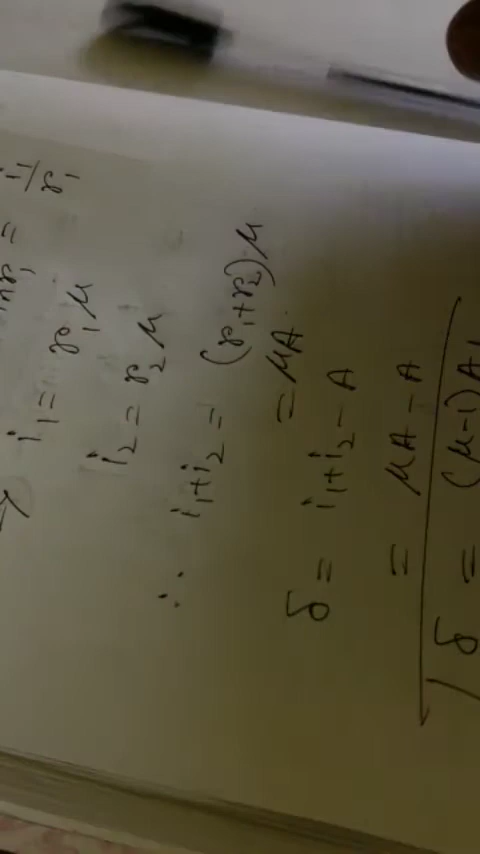 i₁ = r₁μ
i₂ = r₂μ
∴ i₁+i₂ = (r₁+r₂)μ
= μA
δ = i₁+i₂ - A
= μA - A
δ = (μ-1)A